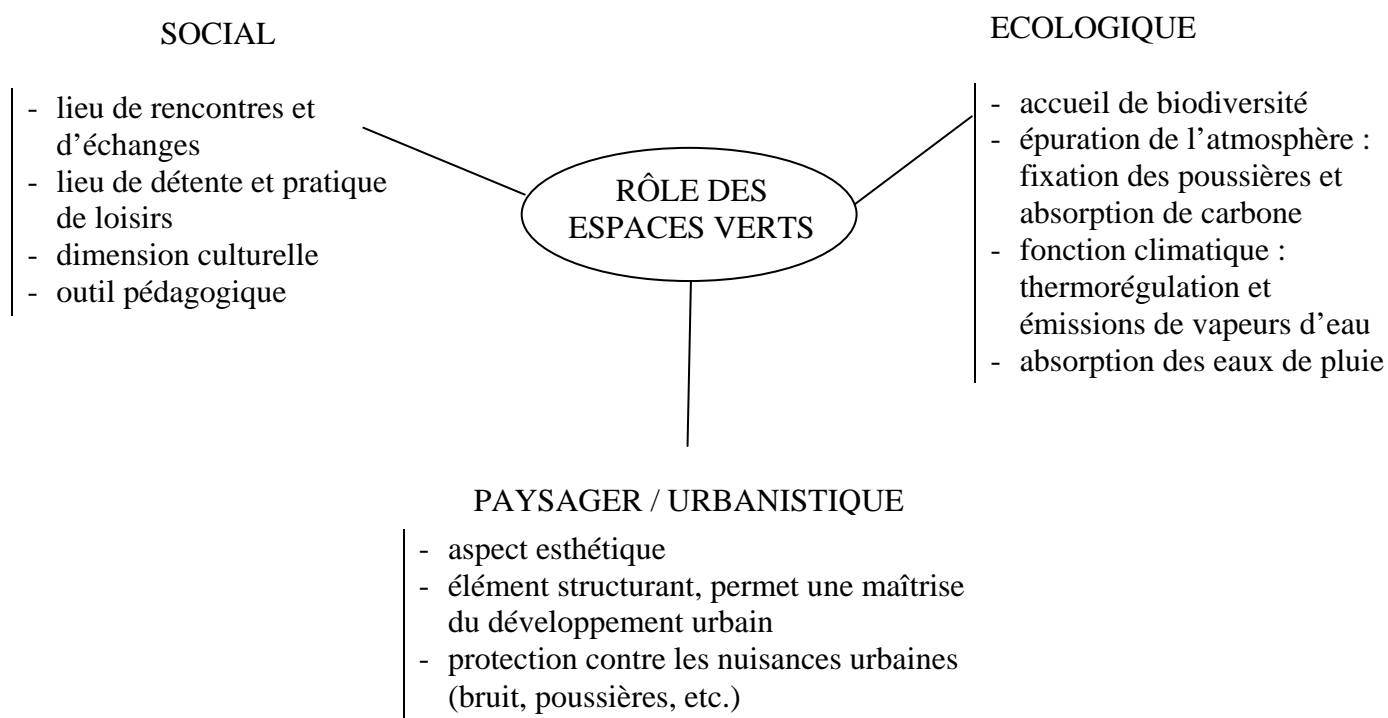 SOCIAL
- lieu de rencontres et
d’échanges
- lieu de détente et pratique
de loisirs
- dimension culturelle
- outil pédagogique
ECOLOGIQUE
- accueil de biodiversité
- épuration de l’atmosphère :
fixation des poussières et
absorption de carbone
- fonction climatique :
thermorégulation et
émissions de vapeurs d’eau
- absorption des eaux de pluie
RÔLE DES
ESPACES VERTS
PAYSAGER / URBANISTIQUE
- aspect esthétique
- élément structurant, permet une maîtrise
du développement urbain
- protection contre les nuisances urbaines
(bruit, poussières, etc.)